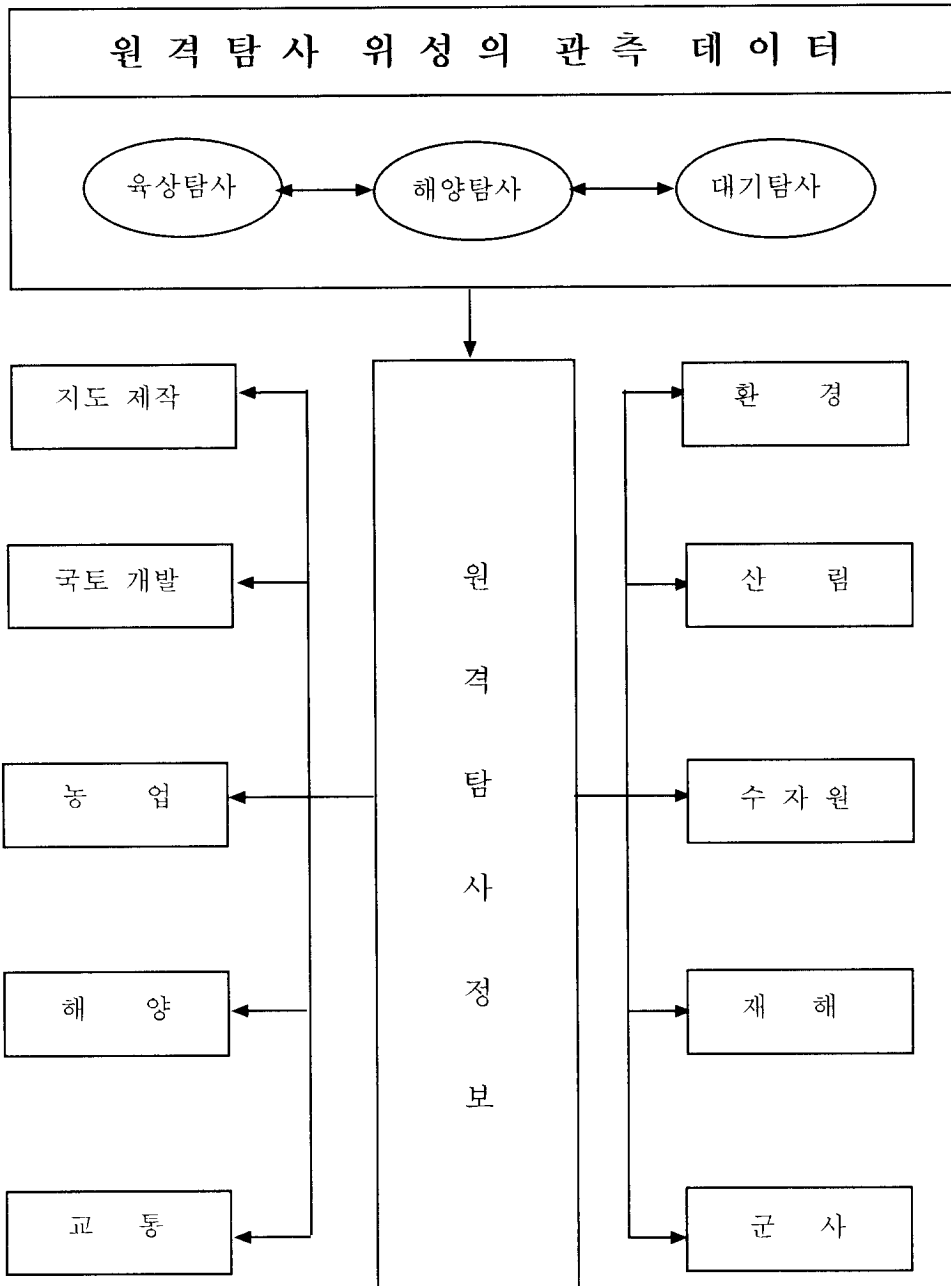 원격탐사 위성의 관측 데이터
육상탐사
해양탐사
대기탐사
지도 제작
환 경
국토 개발
산 림
농 업
수 자 원
해 양
재 해
교 통
군 사
원
격
탐
사
정
보